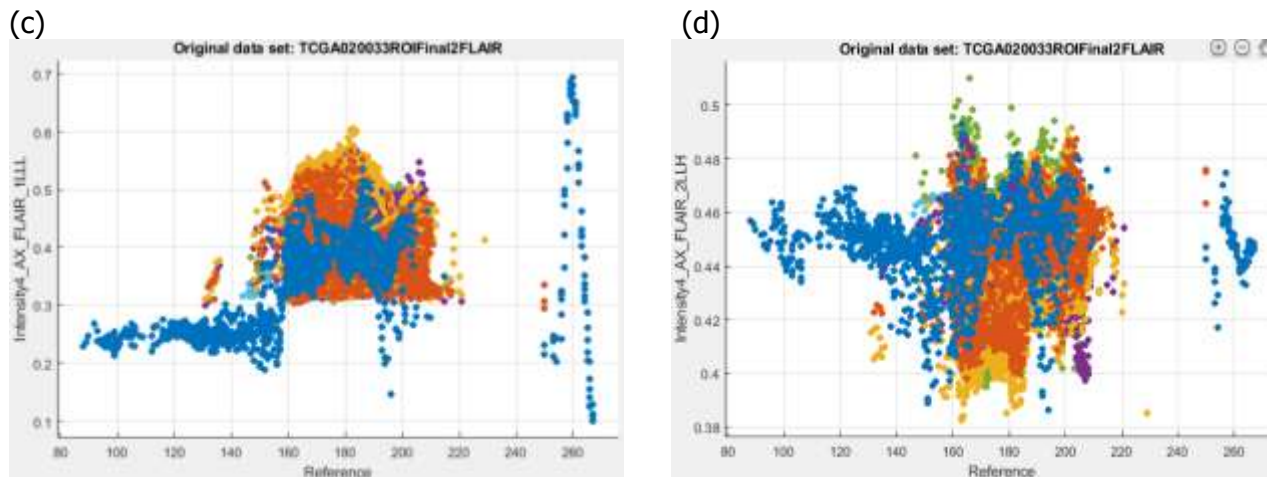 (c)
Original data set: TCGA020033ROIFinal2FLAIR
0.7
0.6
0.5
0.4
0.3
0.2
0.1
Intensity4_AX_FLAIR_1LLL
80 100 120 140 160 180 200 220 240 260
Reference
(d)
Original data set: TCGA020033ROIFinal2FLAIR
0.5
0.48
0.46
0.44
0.42
0.4
0.38
Intensity4_AX_FLAIR_2LLH
80 100 120 140 160 180 200 220 240 260
Reference